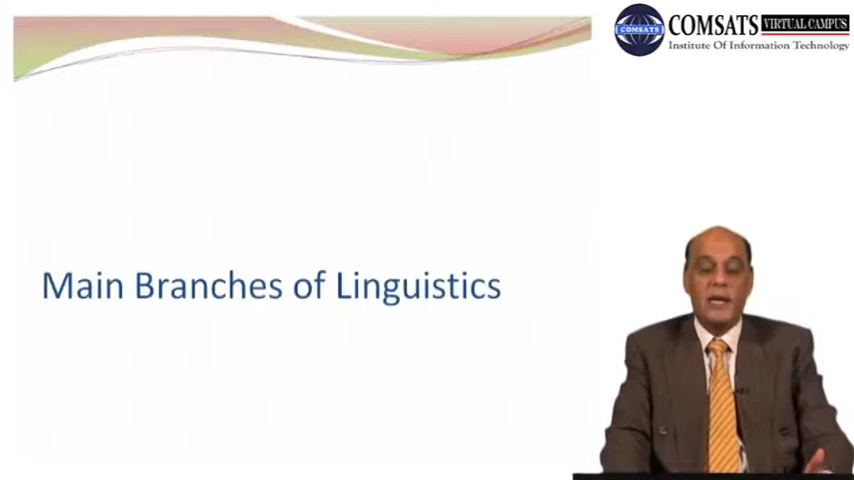 COMSATS VIRTUAL CAMPUS
COMSATS Institute Of Information Technology
Main Branches of Linguistics